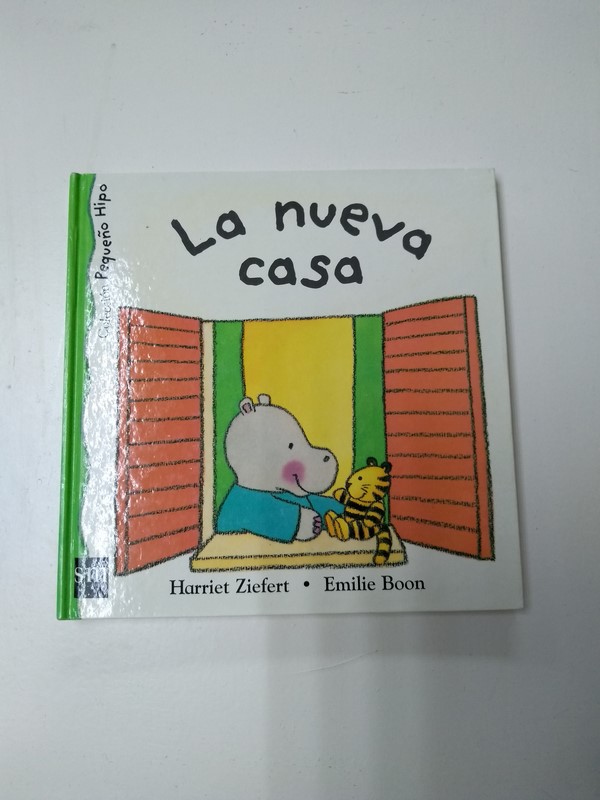 La nueva
casa
Colección Pequeño Hipo
Harriet Ziefert • Emilie Boon